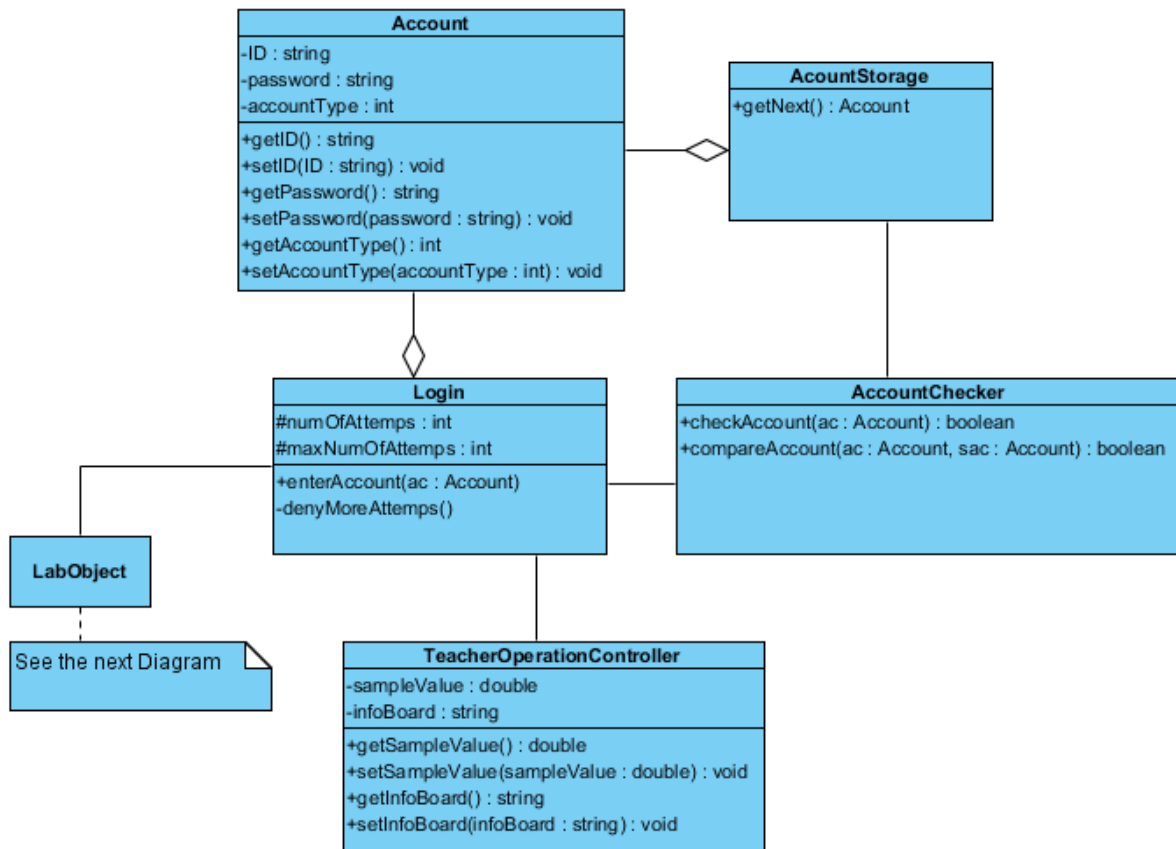 Account
-ID : string
-password : string
-accountType : int
+getID() : string
+setID(ID : string) : void
+getPassword() : string
+setPassword(password : string) : void
+getAccountType() : int
+setAccountType(accountType : int) : void
AcountStorage
+getNext() : Account
Login
#numOfAttemps : int
#maxNumOfAttemps : int
+enterAccount(ac : Account)
-denyMoreAttemps()
AccountChecker
+checkAccount(ac : Account) : boolean
+compareAccount(ac : Account, sac : Account) : boolean
LabObject
See the next Diagram
TeacherOperationController
-sampleValue : double
-infoBoard : string
+getSampleValue() : double
+setSampleValue(sampleValue : double) : void
+getInfoBoard() : string
+setInfoBoard(infoBoard : string) : void